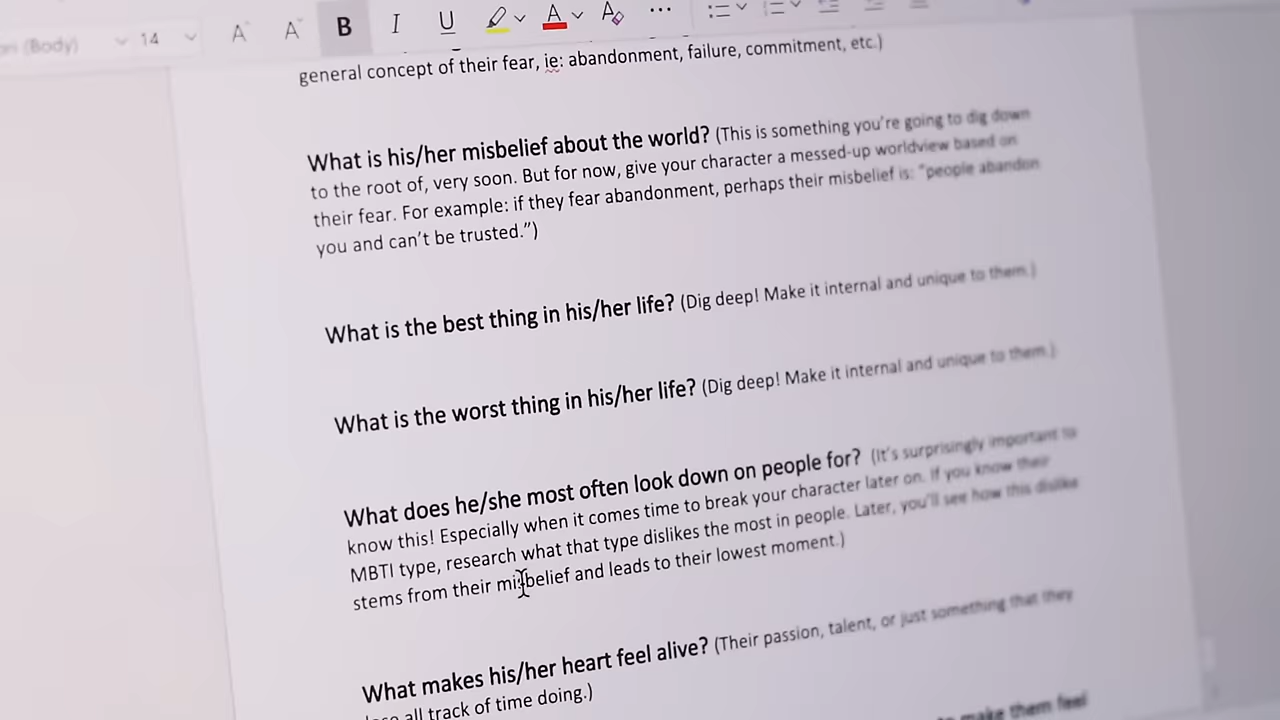 (Body)
14
A A B I U A A ...
general concept of their fear, ie: abandonment, failure, commitment, etc.)
What is his/her misbelief about the world? (This is something you're going to dig down
to the root of, very soon. But for now, give your character a messed-up worldview based on
their fear. For example: if they fear abandonment, perhaps their misbelief is: "people abandon
you and can't be trusted.")
What is the best thing in his/her life? (Dig deep! Make it internal and unique to them.)
What is the worst thing in his/her life? (Dig deep! Make it internal and unique to them.)
What does he/she most often look down on people for? (It's surprisingly important to
know this! Especially when it comes time to break your character later on. If you know their
MBTI type, research what that type dislikes the most in people. Later, you'll see how this dislike
stems from their misbelief and leads to their lowest moment.)
What makes his/her heart feel alive? (Their passion, talent, or just something that they
all track of time doing.)
make them feel